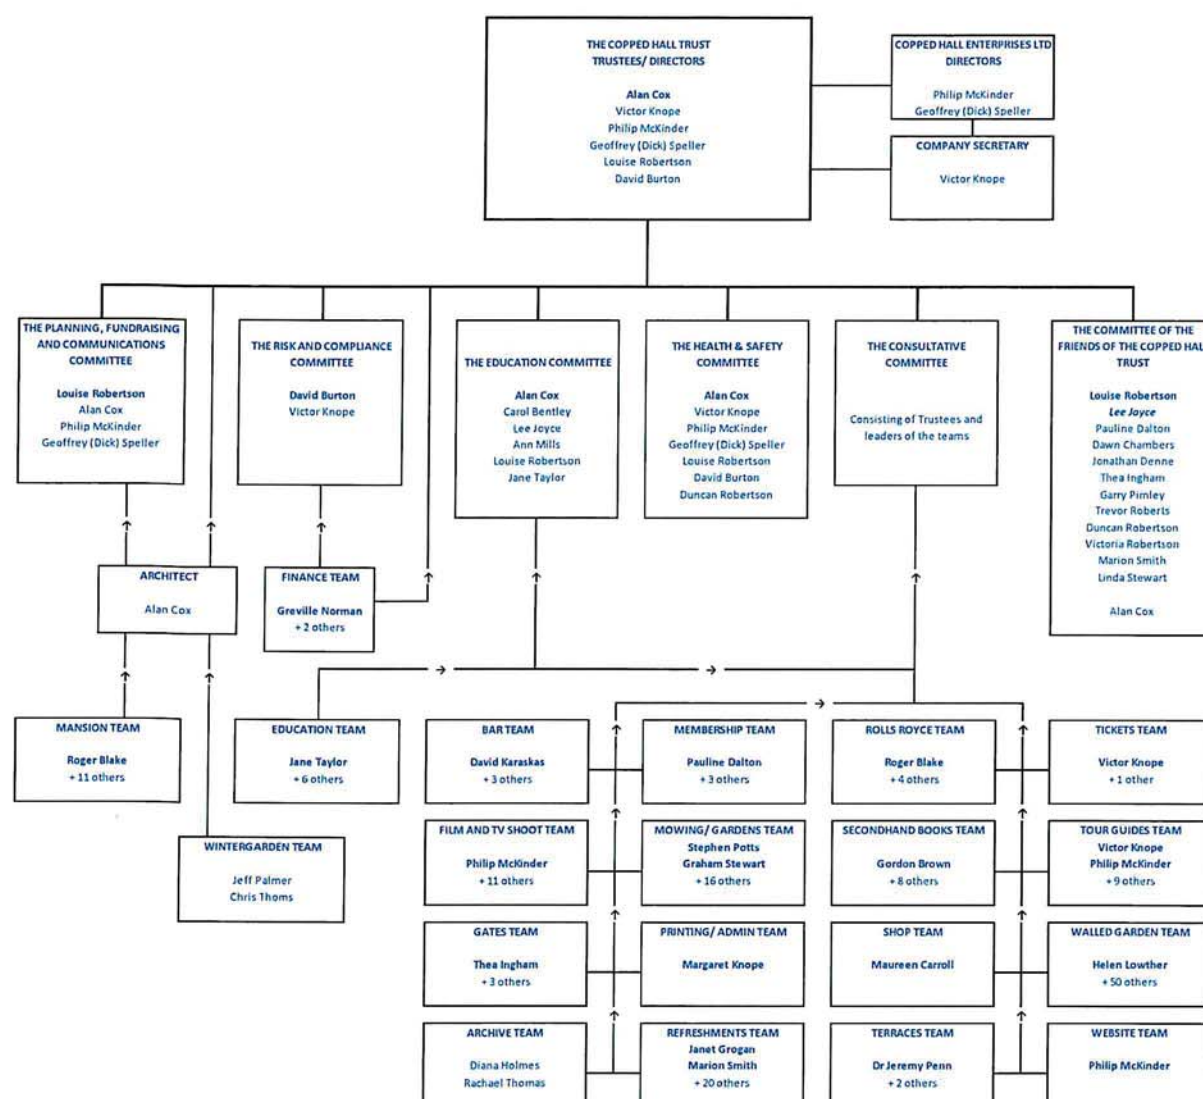 THE COPPED HALL TRUST
TRUSTEES/ DIRECTORS
Alan Cox
Victor Knope
Philip McKinder
Geoffrey (Dick) Speller
Louise Robertson
David Burton
COPPED HALL ENTERPRISES LTD
DIRECTORS
Philip McKinder
Geoffrey (Dick) Speller
COMPANY SECRETARY
Victor Knope
THE PLANNING, FUNDRAISING
AND COMMUNICATIONS
COMMITTEE
Louise Robertson
Alan Cox
Philip McKinder
Geoffrey (Dick) Speller
THE RISK AND COMPLIANCE
COMMITTEE
David Burton
Victor Knope
THE EDUCATION COMMITTEE
Alan Cox
Carol Bentley
Lee Joyce
Ann Mills
Louise Robertson
Jane Taylor
THE HEALTH & SAFETY
COMMITTEE
Alan Cox
Victor Knope
Philip McKinder
Geoffrey (Dick) Speller
Louise Robertson
David Burton
Duncan Robertson
THE CONSULTATIVE
COMMITTEE
Consisting of Trustees and
leaders of the teams
THE COMMITTEE OF THE
FRIENDS OF THE COPPED HALL
TRUST
Louise Robertson
Lee Joyce
Pauline Dalton
Dawn Chambers
Jonathan Denne
Thea Ingham
Garry Pimley
Trevor Roberts
Duncan Robertson
Victoria Robertson
Marion Smith
Linda Stewart
Alan Cox
ARCHITECT
Alan Cox
FINANCE TEAM
Greville Norman
+ 2 others
MANSION TEAM
Roger Blake
+ 11 others
EDUCATION TEAM
Jane Taylor
+ 6 others
BAR TEAM
David Karaskas
+ 3 others
MEMBERSHIP TEAM
Pauline Dalton
+ 3 others
ROLLS ROYCE TEAM
Roger Blake
+ 4 others
TICKETS TEAM
Victor Knope
+ 1 other
WINTERGARDEN TEAM
Jeff Palmer
Chris Thoms
FILM AND TV SHOOT TEAM
Philip McKinder
+ 11 others
MOWING/ GARDENS TEAM
Stephen Potts
Graham Stewart
+ 16 others
SECONDHAND BOOKS TEAM
Gordon Brown
+ 8 others
TOUR GUIDES TEAM
Victor Knope
Philip McKinder
+ 9 others
GATES TEAM
Thea Ingham
+ 3 others
PRINTING/ ADMIN TEAM
Margaret Knope
SHOP TEAM
Maureen Carroll
WALLED GARDEN TEAM
Helen Lowther
+ 50 others
ARCHIVE TEAM
Diana Holmes
Rachael Thomas
REFRESHMENTS TEAM
Janet Grogan
Marion Smith
+ 20 others
TERRACES TEAM
Dr Jeremy Penn
+ 2 others
WEBSITE TEAM
Philip McKinder